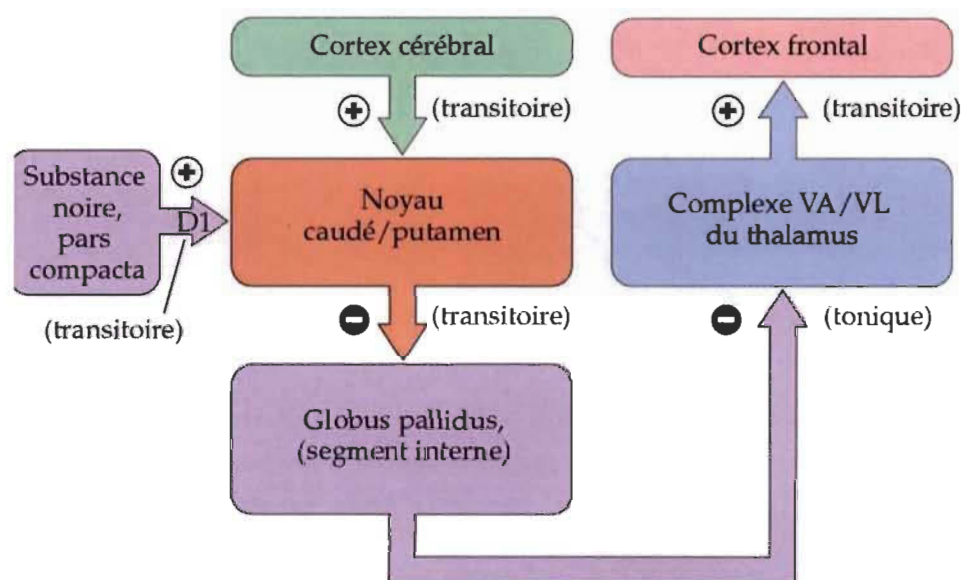 Cortex cérébral
Cortex frontal
+
(transitoire)
+
(transitoire)
Substance
noire,
pars
compacta
+
D1
(transitoire)
Noyau
caudé/putamen
Complexe VA/VL
du thalamus
−
(transitoire)
−
(tonique)
Globus pallidus,
(segment interne)